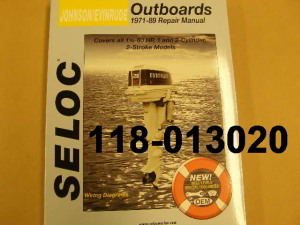 JOHNSON/EVINRUDE
Outboards
1971-89 Repair Manual
Covers all 1¼-60 HP, 1 and 2-Cylinder,
2-Stroke Models
118-013020
SELOC
Wiring Diagrams
NEW!
OEM